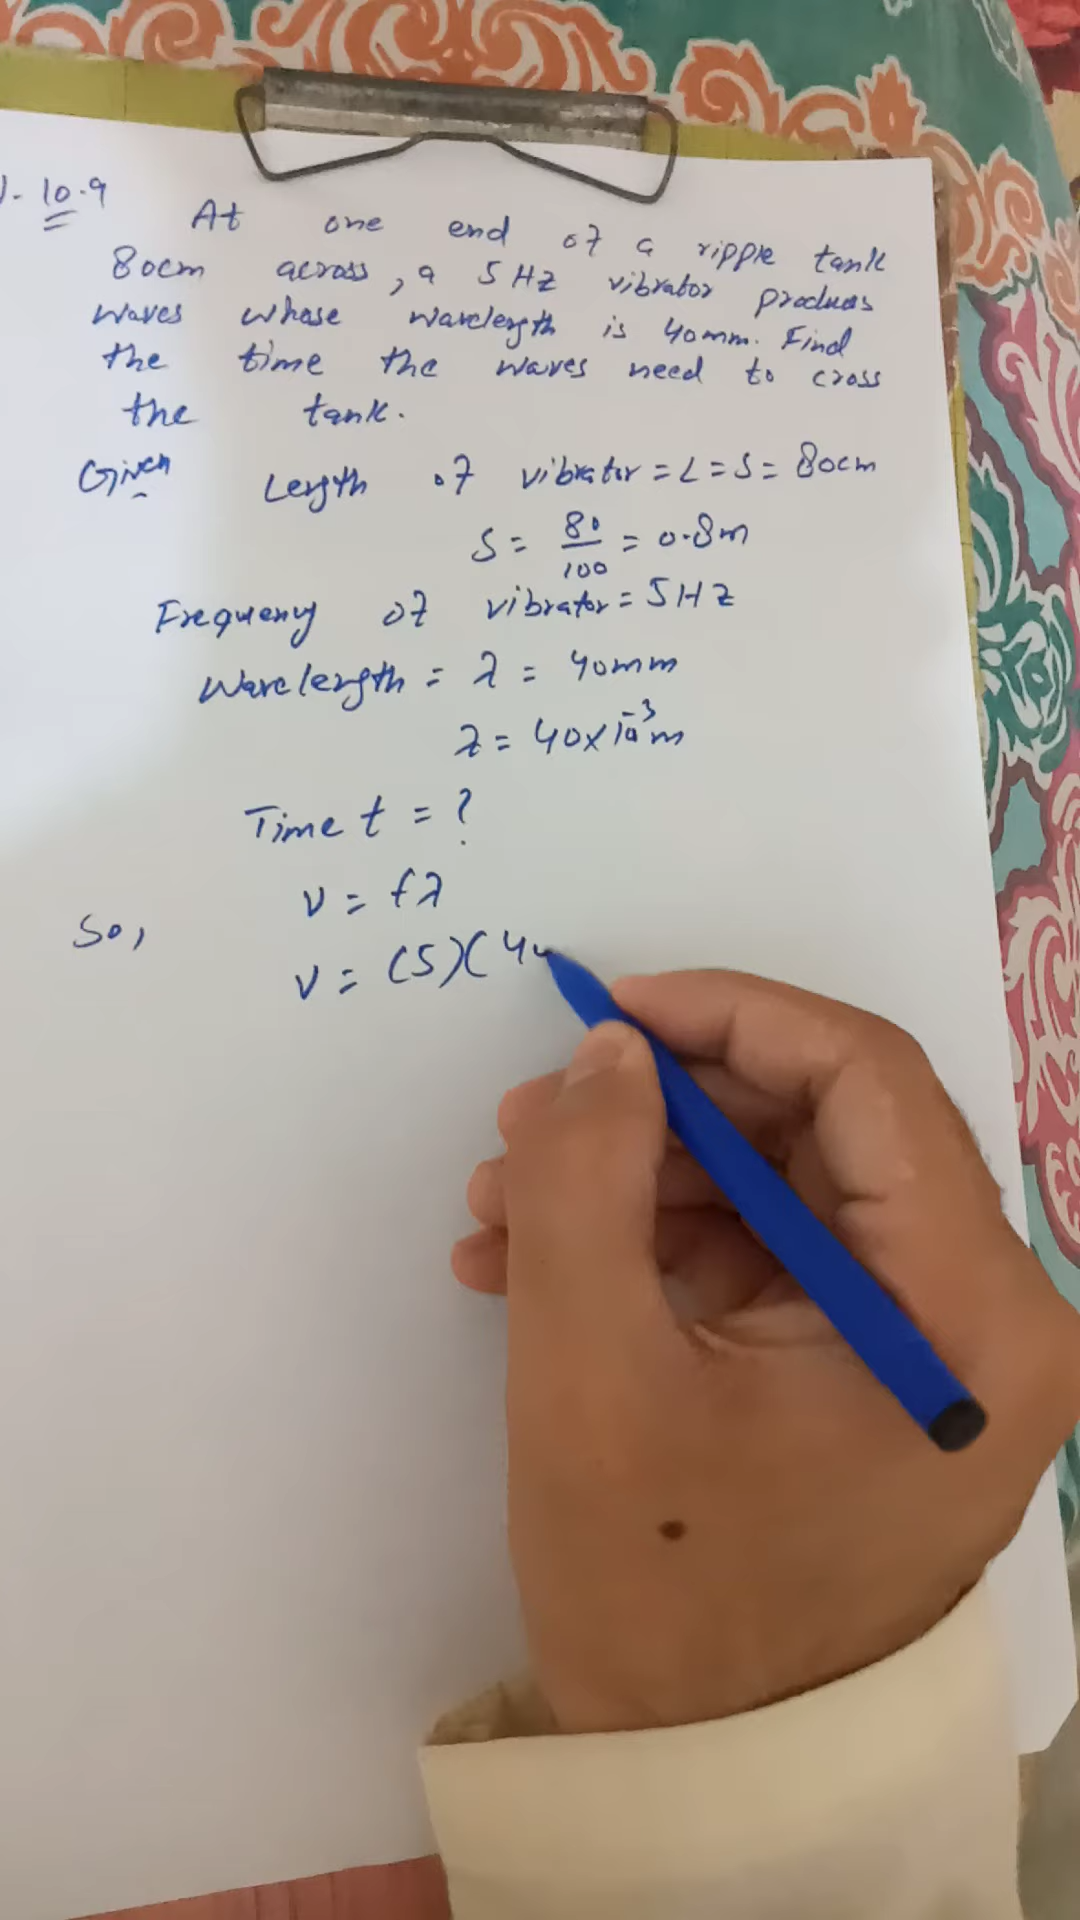 10.9 At one end of a ripple tank
80cm across, a 5Hz vibrator produces
waves whose wavelength is 40mm. Find
the time the waves need to cross
the tank.
Given Length of vibrator = L = S = 80cm
S = 80/100 = 0.8m
Frequency of vibrator = 5Hz
Wavelength = λ = 40mm
λ = 40x10⁻³m
Time t = ?
v = fλ
So,
v = (5)(4